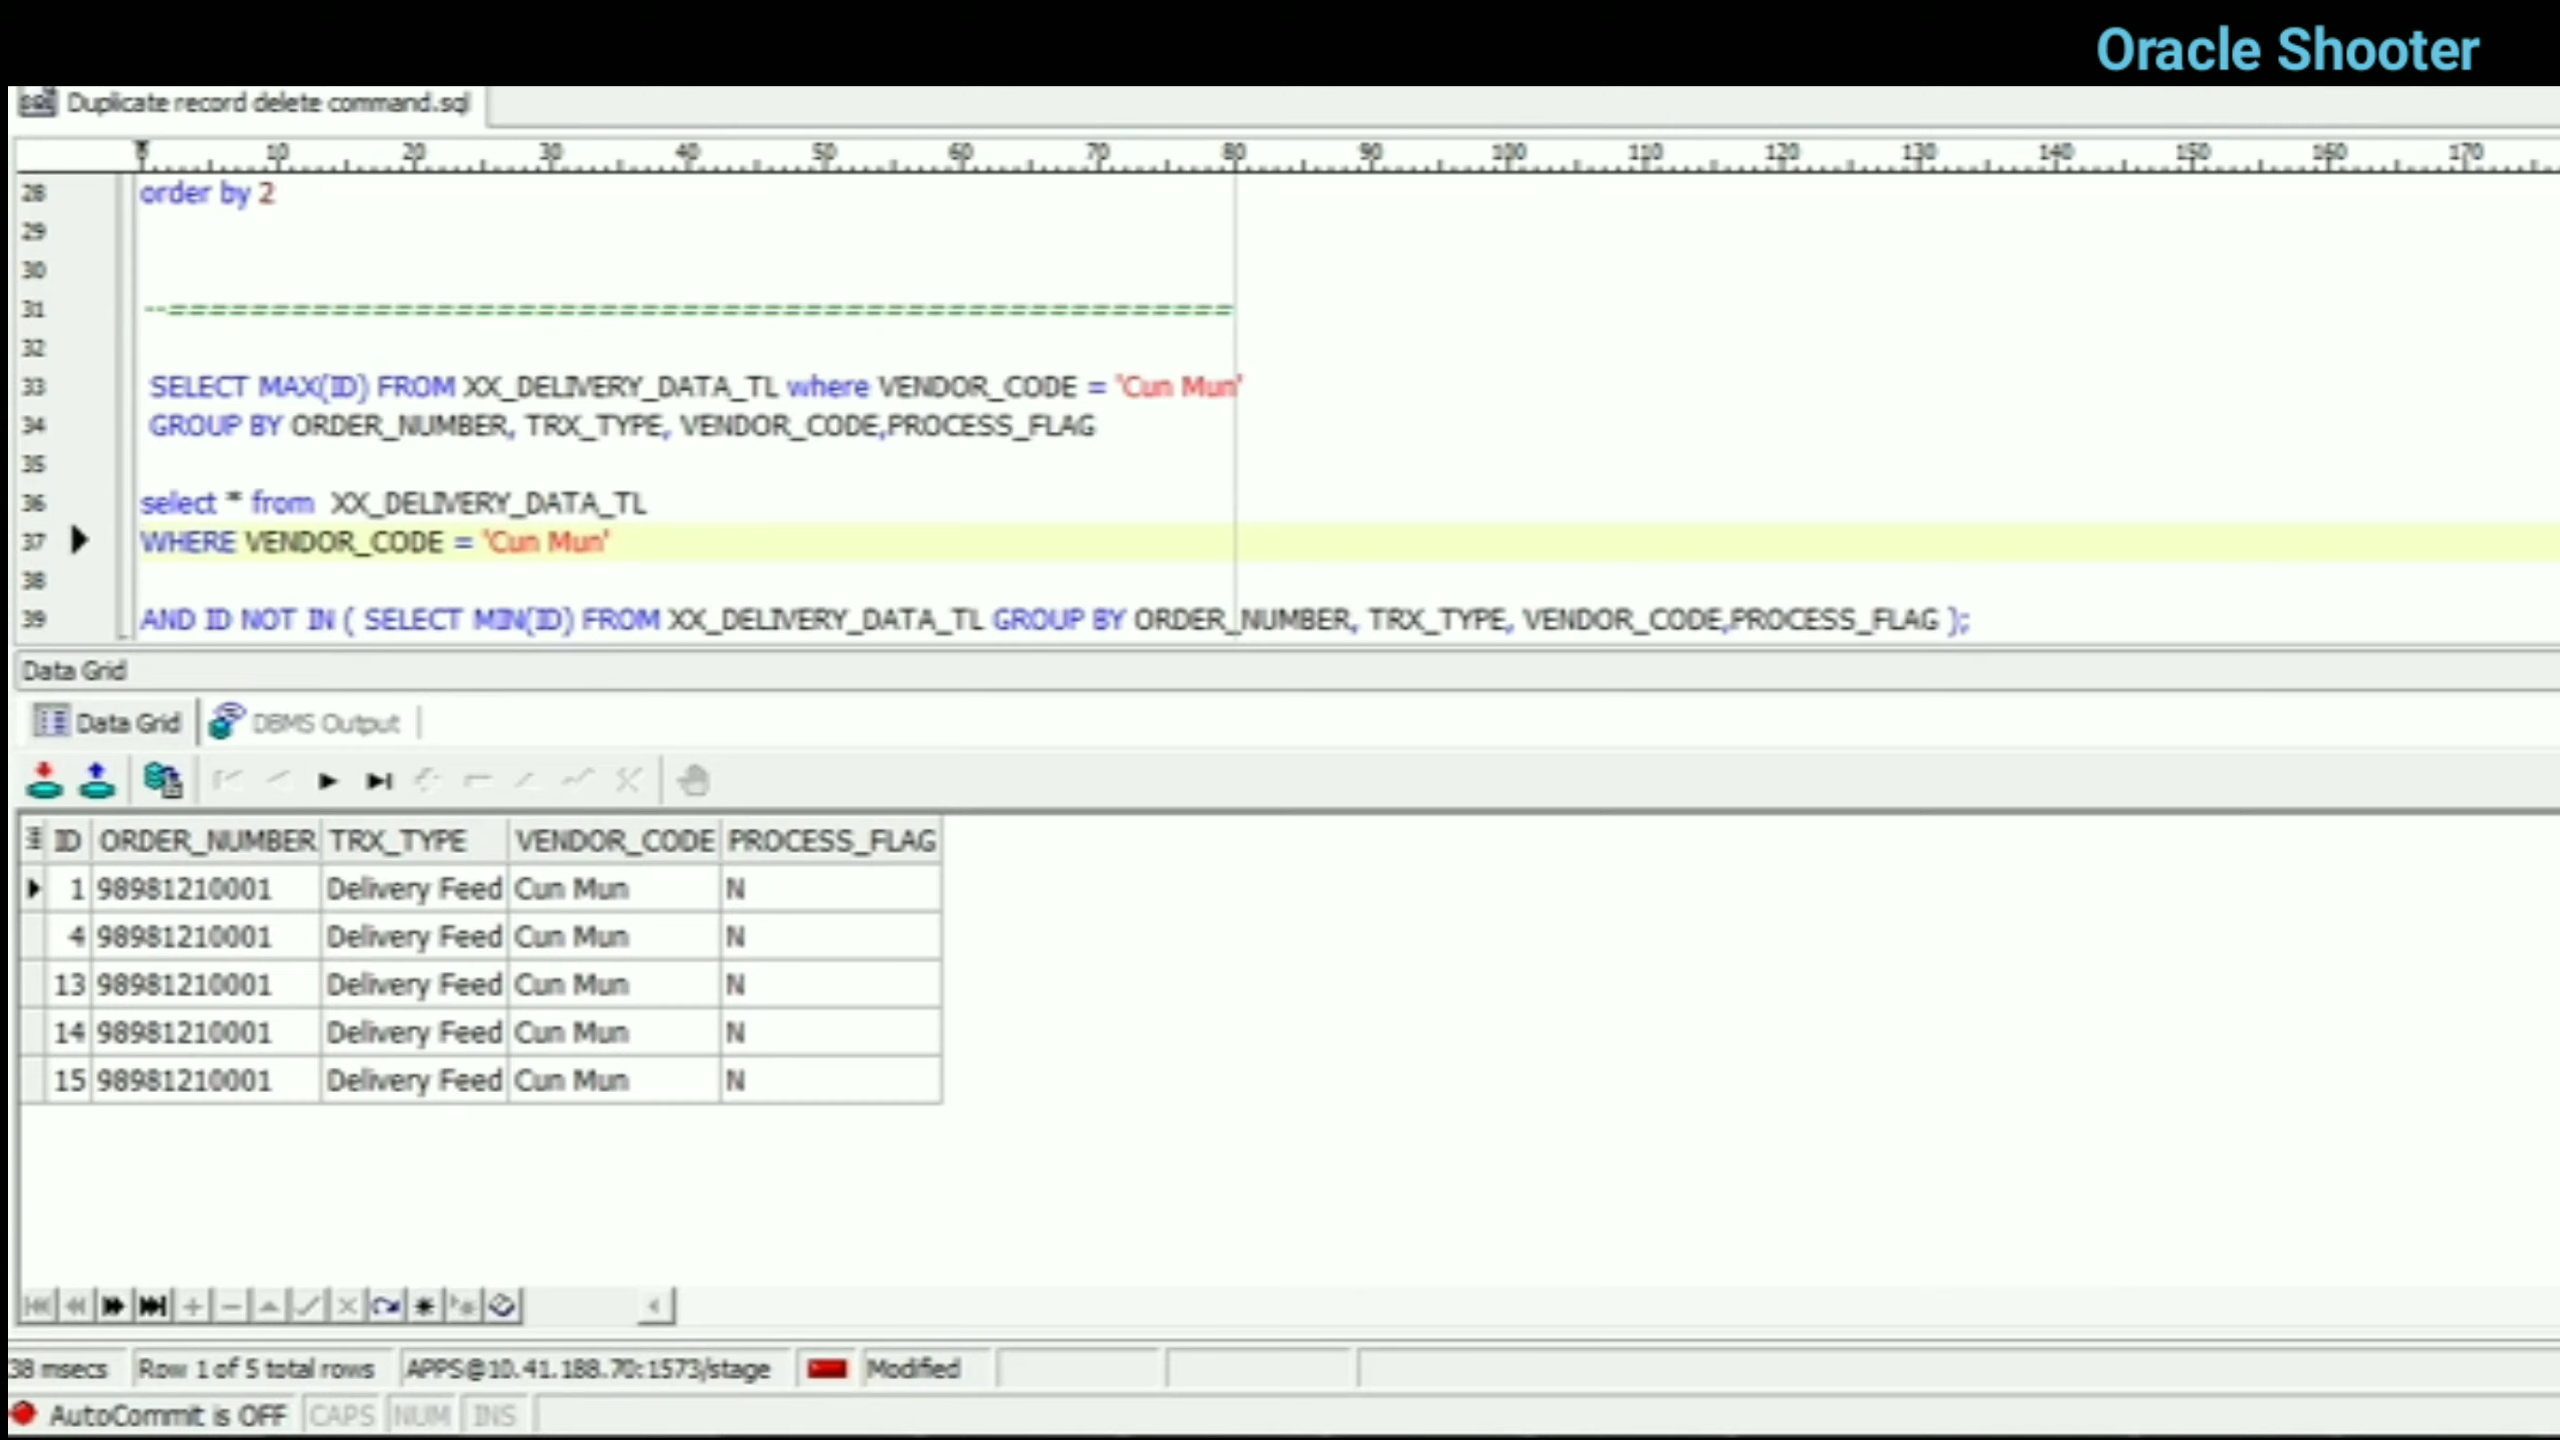 Oracle Shooter
Duplicate record delete command.sql
0 10 20 30 40 50 60 70 80 90 100 110 120 130 140 150 160 170
28 order by 2
29
30
31 --====================================================
32
33 SELECT MAX(ID) FROM XX_DELIVERY_DATA_TL where VENDOR_CODE = 'Cun Mun'
34 GROUP BY ORDER_NUMBER, TRX_TYPE, VENDOR_CODE,PROCESS_FLAG
35
36 select * from XX_DELIVERY_DATA_TL
37 WHERE VENDOR_CODE = 'Cun Mun'
38
39 AND ID NOT IN ( SELECT MIN(ID) FROM XX_DELIVERY_DATA_TL GROUP BY ORDER_NUMBER, TRX_TYPE, VENDOR_CODE,PROCESS_FLAG );
Data Grid
Data Grid DBMS Output
ID ORDER_NUMBER TRX_TYPE VENDOR_CODE PROCESS_FLAG
1 98981210001 Delivery Feed Cun Mun N
4 98981210001 Delivery Feed Cun Mun N
13 98981210001 Delivery Feed Cun Mun N
14 98981210001 Delivery Feed Cun Mun N
15 98981210001 Delivery Feed Cun Mun N
38 msecs Row 1 of 5 total rows APPS@10.41.188.70:1573/stage Modified
AutoCommit is OFF CAPS NUM INS